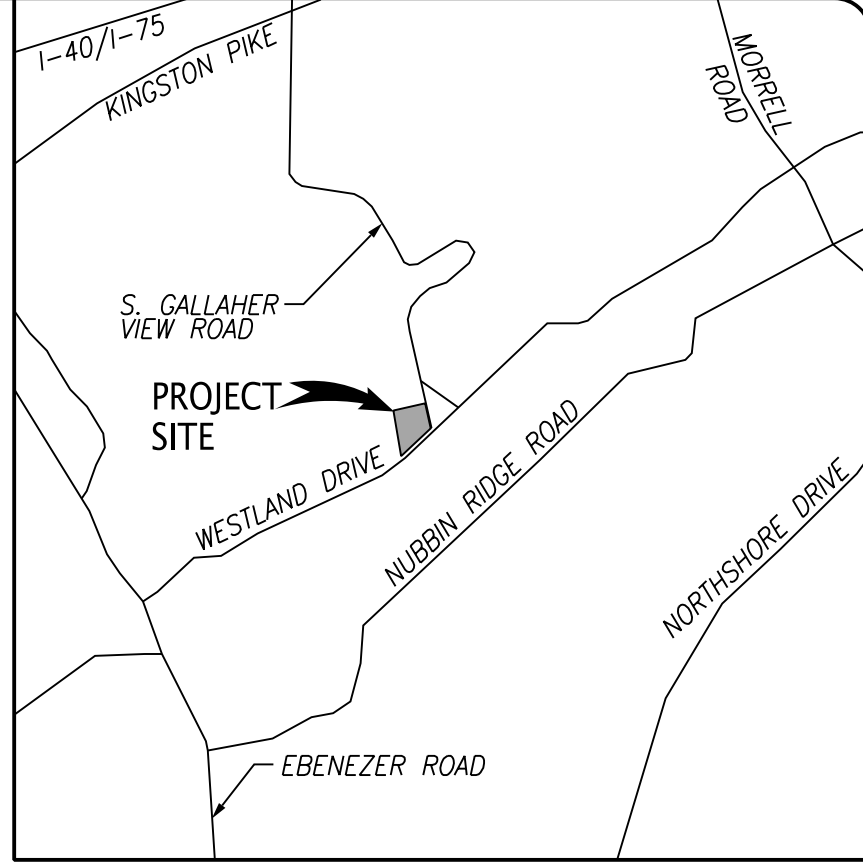 I-40/I-75
KINGSTON PIKE
MORRELL
ROAD
S. GALLAHER
VIEW ROAD
PROJECT
SITE
WESTLAND DRIVE
NUBBIN RIDGE ROAD
NORTHSHORE DRIVE
EBENEZER ROAD